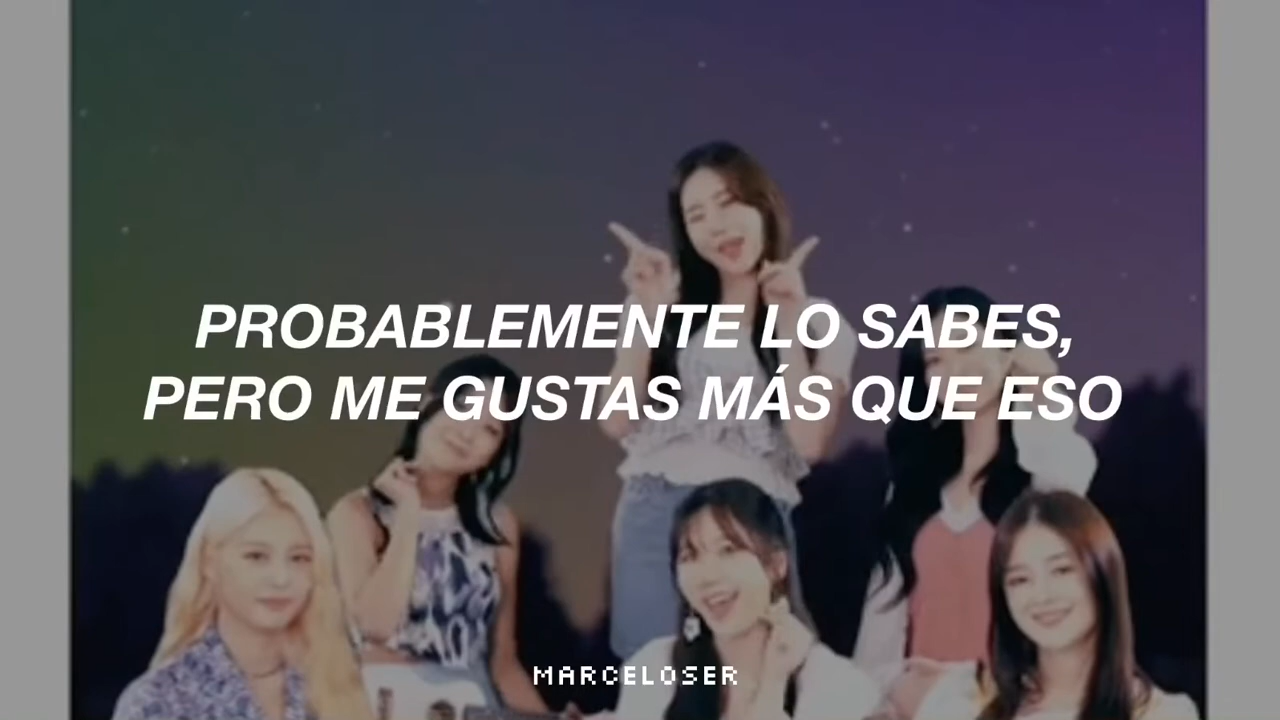 PROBABLEMENTE LO SABES,
PERO ME GUSTAS MÁS QUE ESO
MARCELOSER